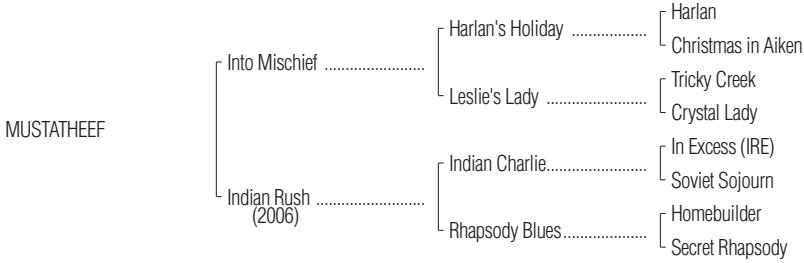 Harlan
Harlan's Holiday ..................
Christmas in Aiken
Into Mischief ........................
Tricky Creek
Leslie's Lady ........................
Crystal Lady
MUSTATHEEF
In Excess (IRE)
Indian Charlie........................
Soviet Sojourn
Indian Rush ..........................
(2006)
Homebuilder
Rhapsody Blues....................
Secret Rhapsody